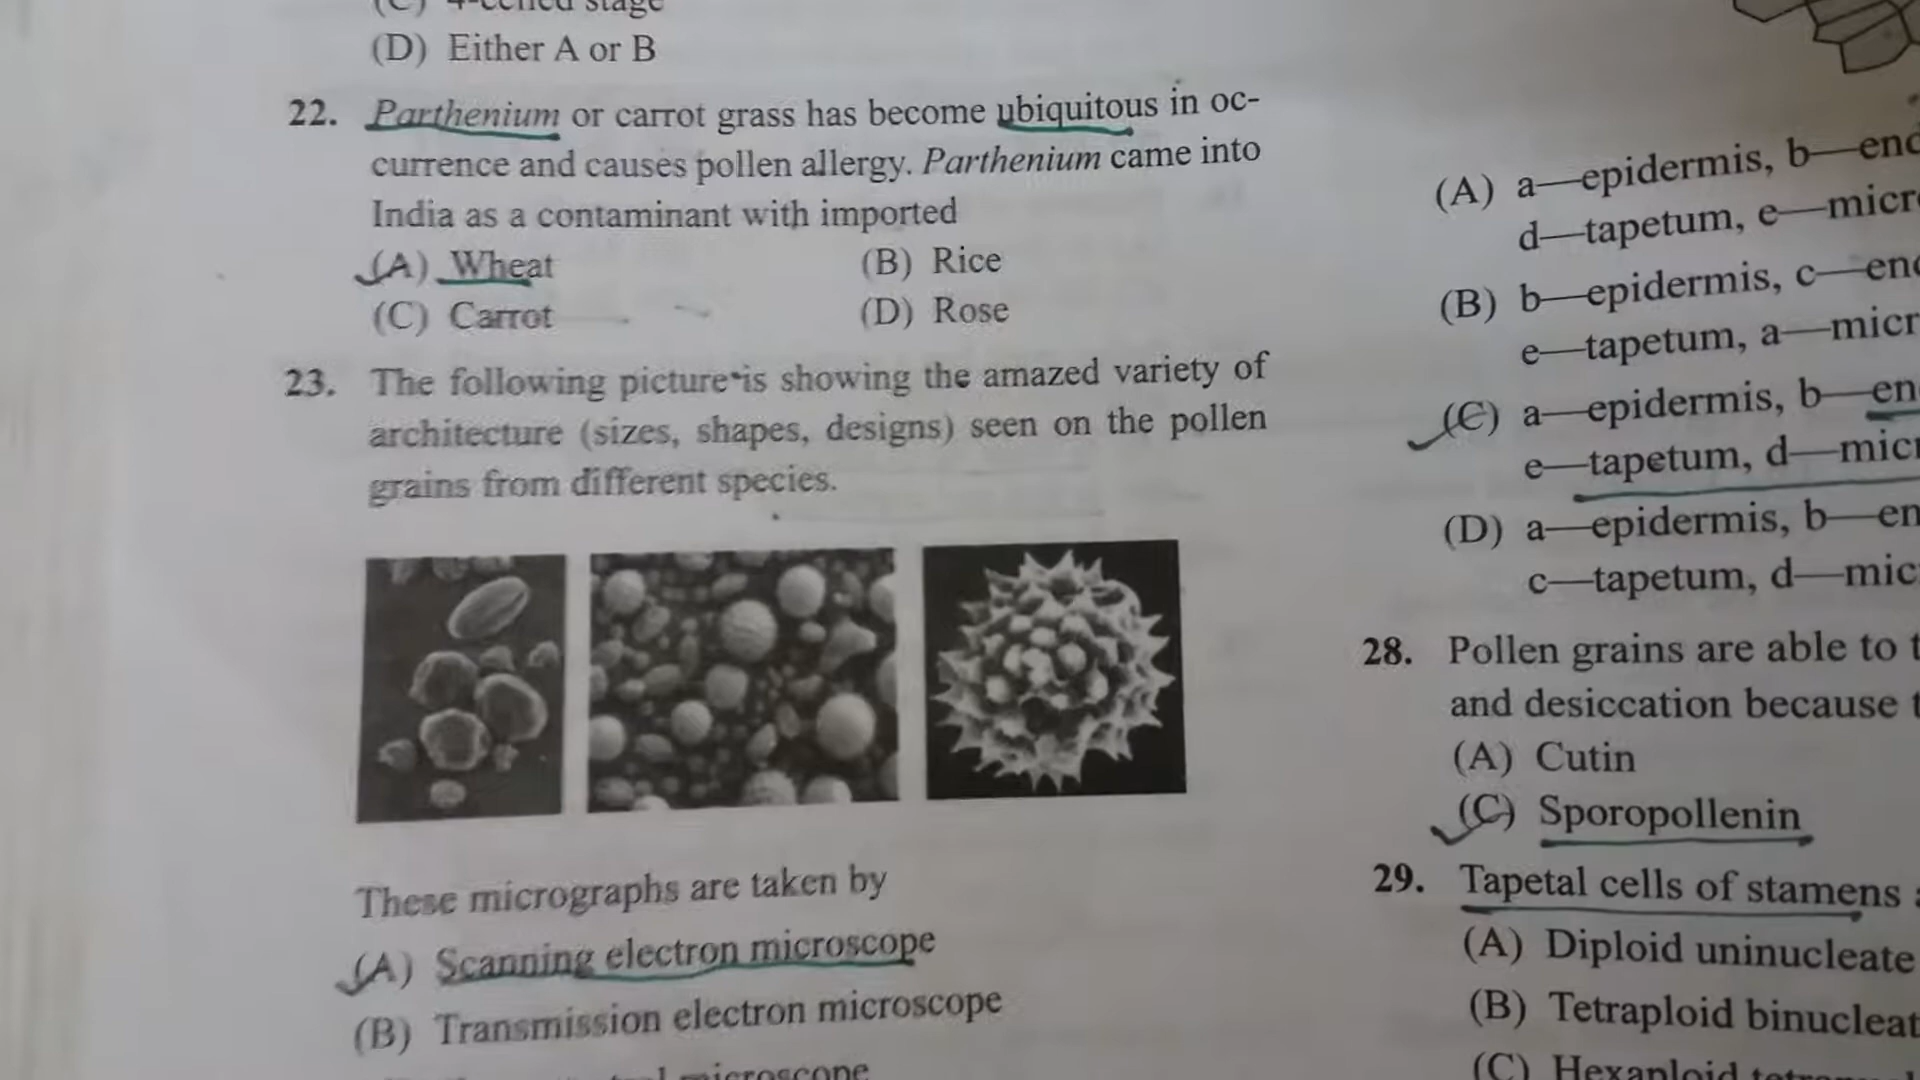 (D) Either A or B
22. Parthenium or carrot grass has become ubiquitous in oc-
currence and causes pollen allergy. Parthenium came into
India as a contaminant with imported
(A) Wheat (B) Rice
(C) Carrot (D) Rose
23. The following picture is showing the amazed variety of
architecture (sizes, shapes, designs) seen on the pollen
grains from different species.
These micrographs are taken by
(A) Scanning electron microscope
(B) Transmission electron microscope
microscope
(A) a—epidermis, b—
d—tapetum, e—
(B) b—epidermis, c—
e—tapetum, a—
(C) a—epidermis, b—
e—tapetum, d—
(D) a—epidermis, b—
c—tapetum, d—
28. Pollen grains are able to
and desiccation because
(A) Cutin
(C) Sporopollenin
29. Tapetal cells of stamens
(A) Diploid uninucleate
(B) Tetraploid
(C) Hexaploid